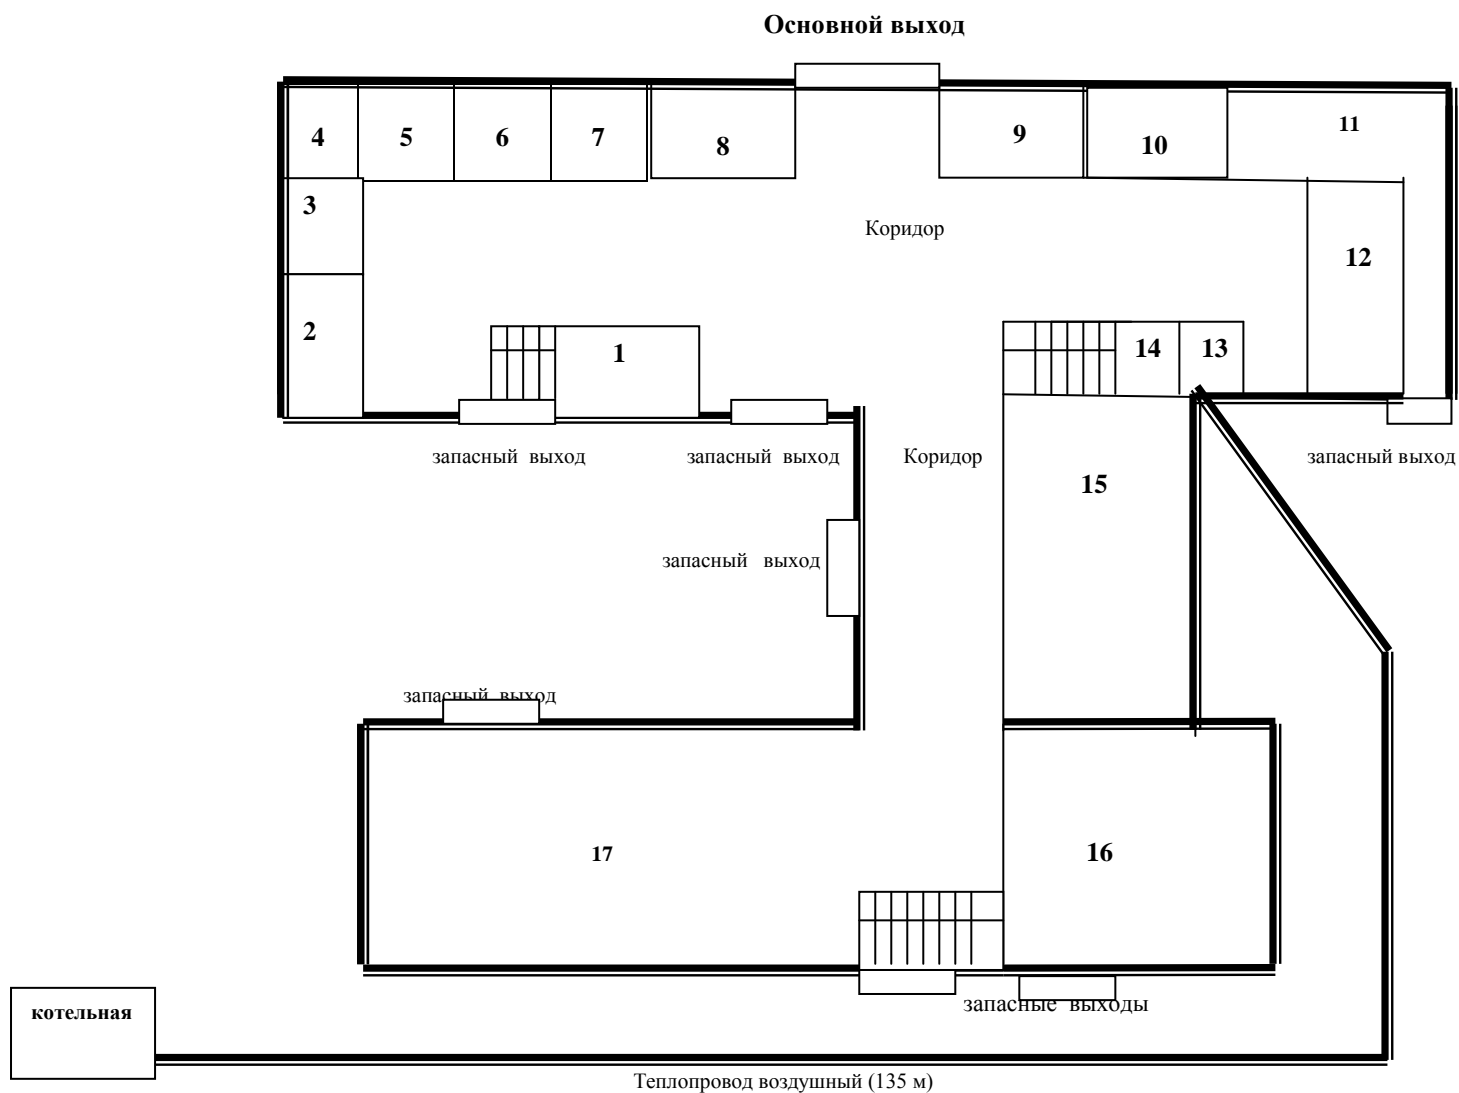 Основной выход
4
5
6
7
8
9
10
11
3
Коридор
12
2
1
14
13
запасный выход
запасный выход
Коридор
запасный выход
15
запасный выход
запасный выход
17
16
запасные выходы
котельная
Теплопровод воздушный (135 м)